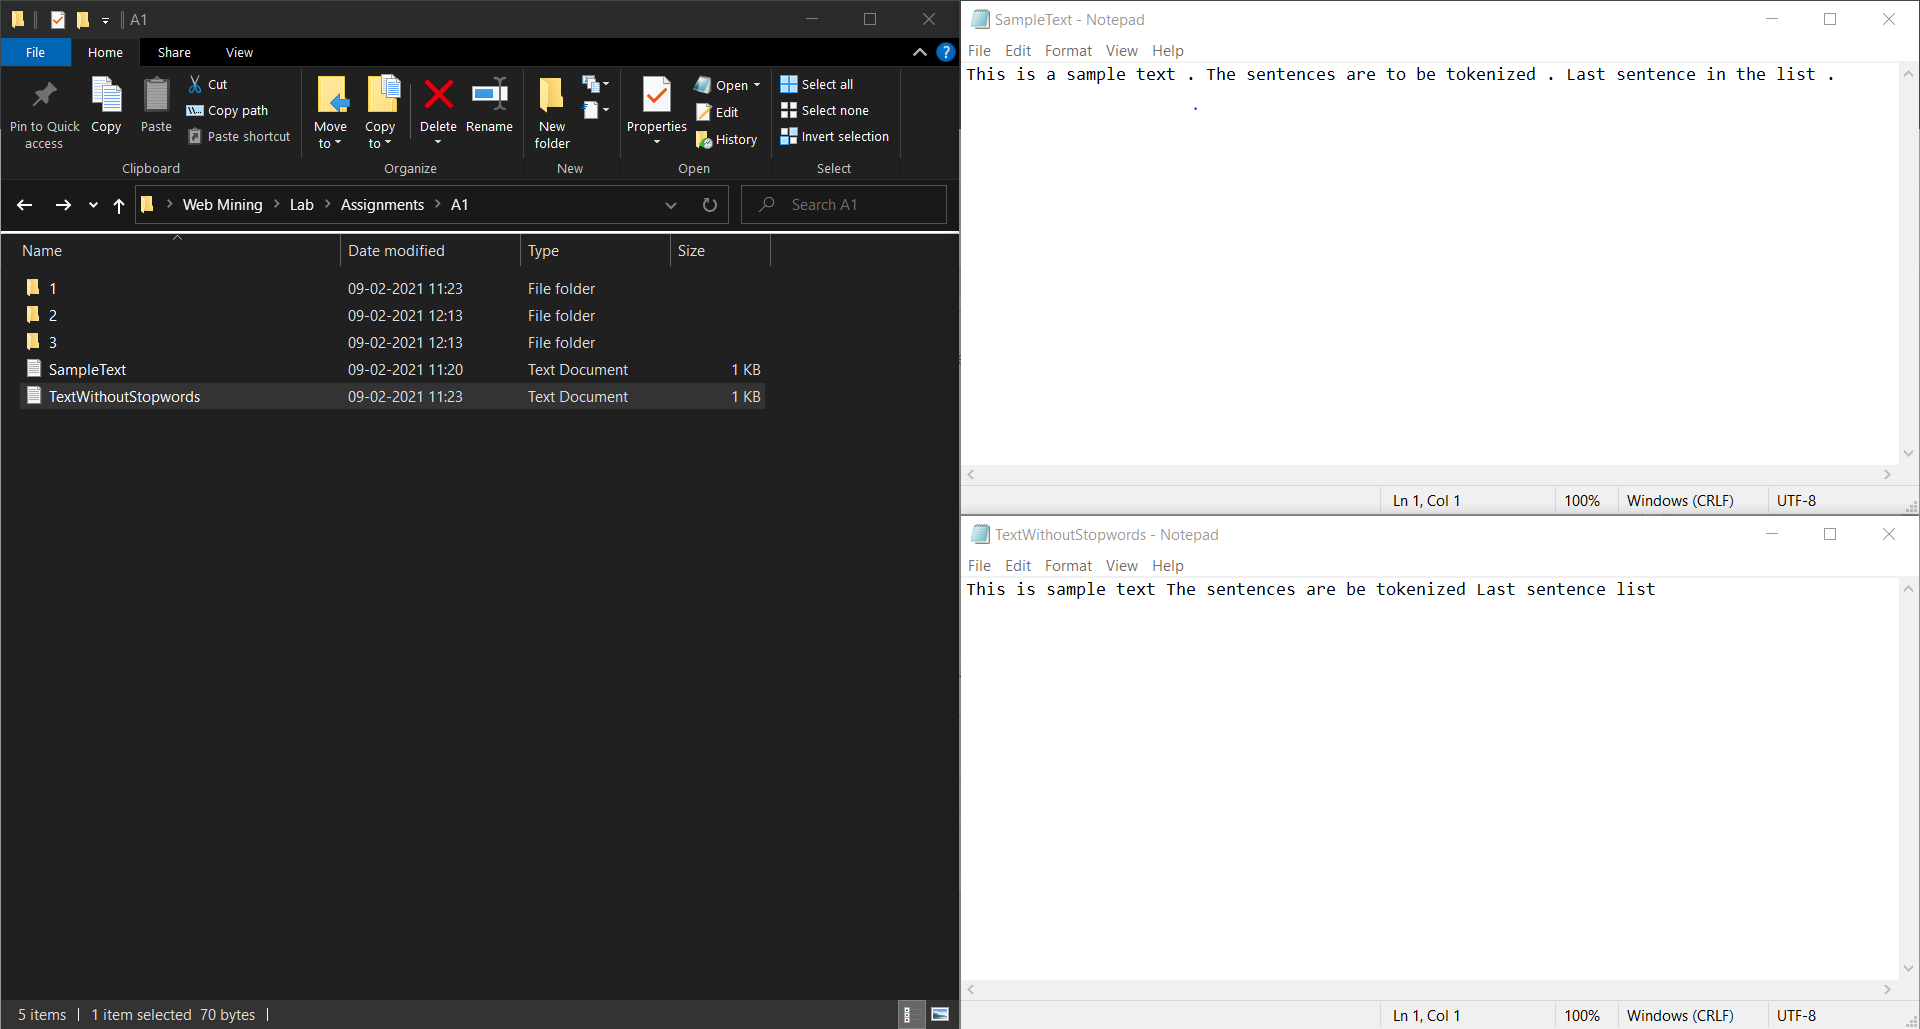 A1
File Home Share View
Pin to Quick access
Copy
Paste
Cut
Copy path
Paste shortcut
Clipboard
Move to
Copy to
Delete
Rename
Organize
New folder
New
Properties
Open
Edit
History
Open
Select all
Select none
Invert selection
Select
Web Mining > Lab > Assignments > A1
Search A1
Name Date modified Type Size
1 09-02-2021 11:23 File folder
2 09-02-2021 12:13 File folder
3 09-02-2021 12:13 File folder
SampleText 09-02-2021 11:20 Text Document 1 KB
TextWithoutStopwords 09-02-2021 11:23 Text Document 1 KB
5 items 1 item selected 70 bytes
SampleText - Notepad
File Edit Format View Help
This is a sample text . The sentences are to be tokenized . Last sentence in the list .
Ln 1, Col 1 100% Windows (CRLF) UTF-8
TextWithoutStopwords - Notepad
File Edit Format View Help
This is sample text The sentences are be tokenized Last sentence list
Ln 1, Col 1 100% Windows (CRLF) UTF-8